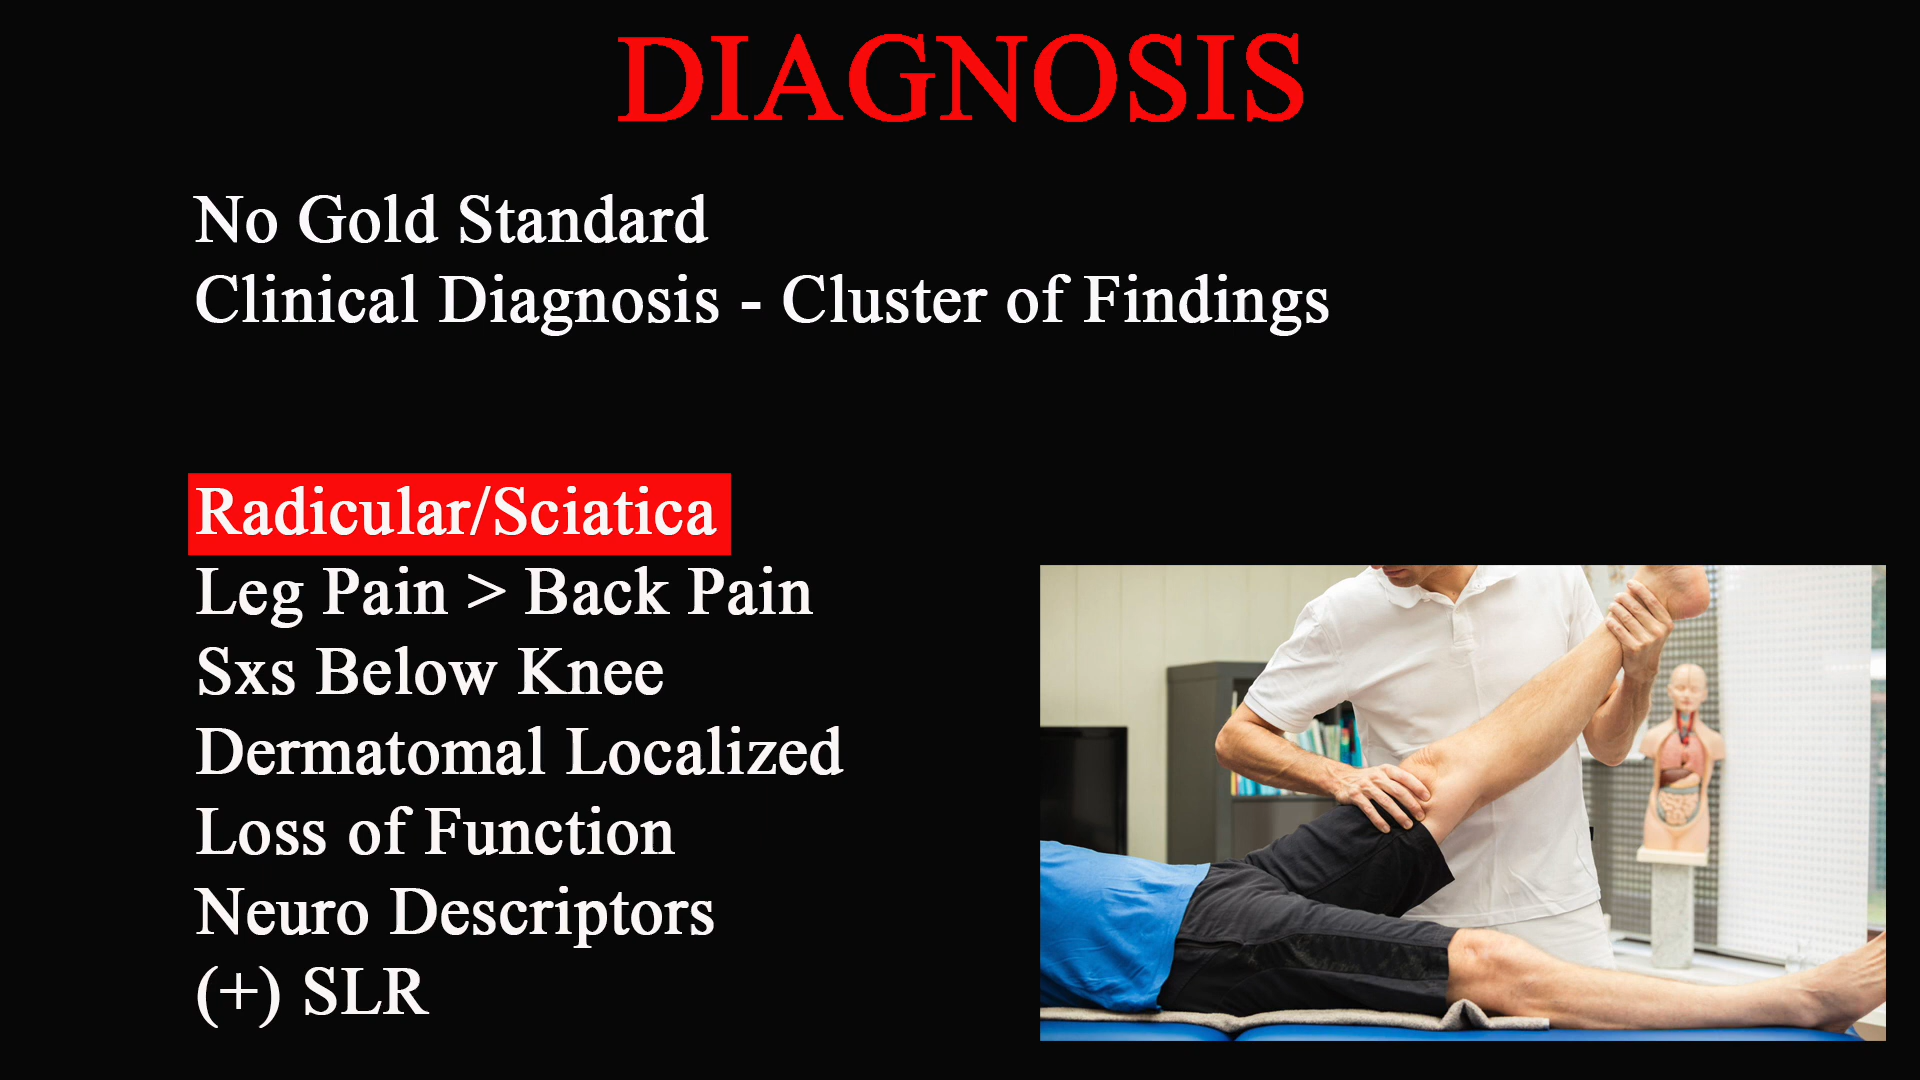 DIAGNOSIS
No Gold Standard
Clinical Diagnosis - Cluster of Findings
Radicular/Sciatica
Leg Pain > Back Pain
Sxs Below Knee
Dermatomal Localized
Loss of Function
Neuro Descriptors
(+) SLR